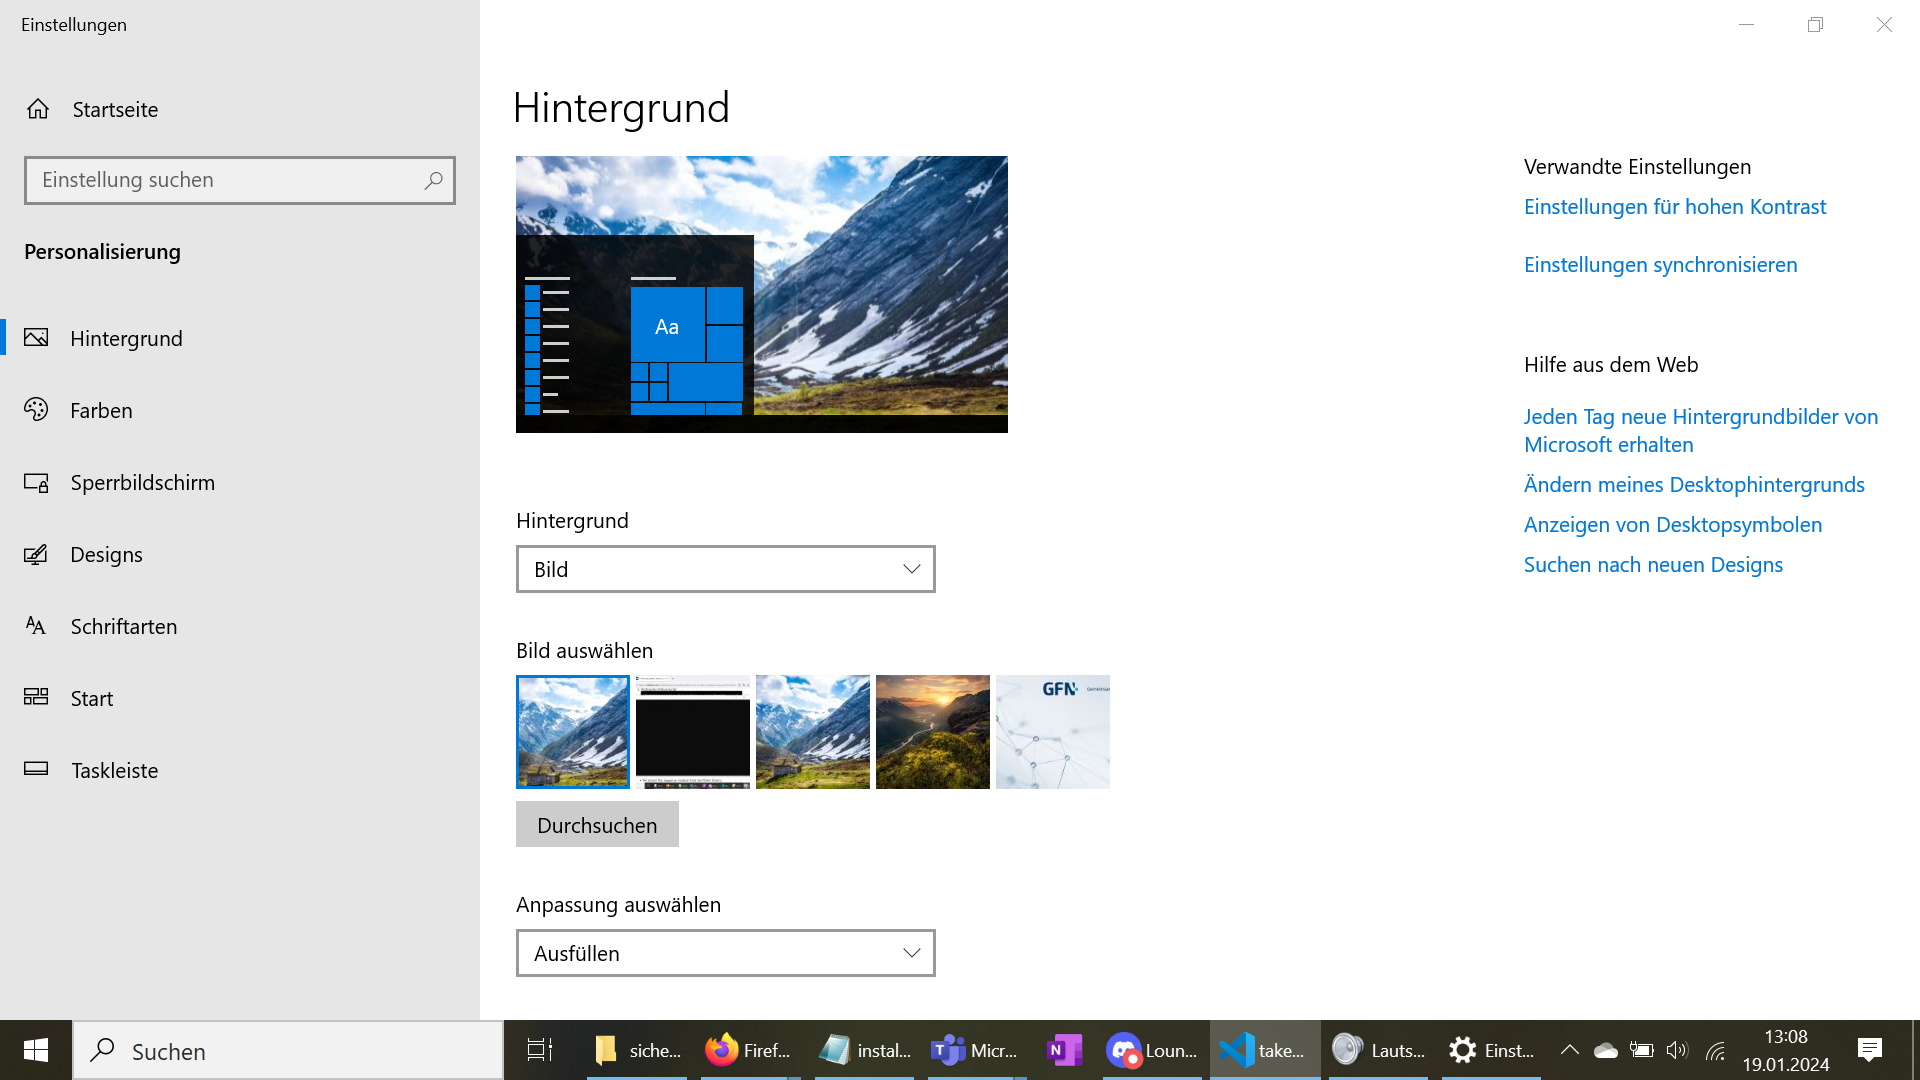 Einstellungen
Startseite
Einstellung suchen
Personalisierung
Hintergrund
Farben
Sperrbildschirm
Designs
Schriftarten
Start
Taskleiste
Hintergrund
Aa
Hintergrund
Bild
Bild auswählen
GFN
Durchsuchen
Anpassung auswählen
Ausfüllen
Verwandte Einstellungen
Einstellungen für hohen Kontrast
Einstellungen synchronisieren
Hilfe aus dem Web
Jeden Tag neue Hintergrundbilder von
Microsoft erhalten
Ändern meines Desktophintergrunds
Anzeigen von Desktopsymbolen
Suchen nach neuen Designs
Suchen
siche...
Firef...
instal...
Micr...
Loun...
take...
Lauts...
Einst...
13:08
19.01.2024